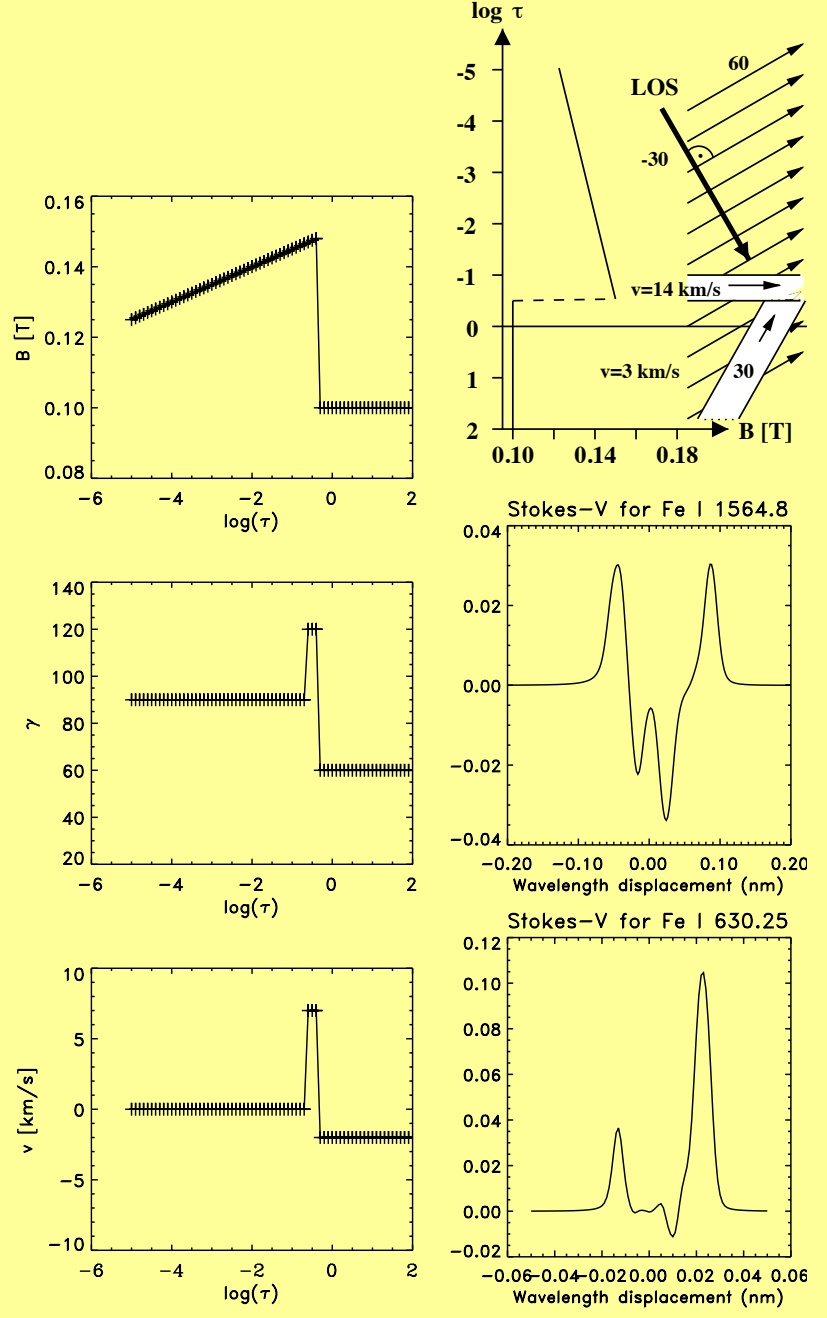 log τ
-5
-4
-3
-2
-1
0
1
2
60
LOS
-30
v=14 km/s
v=3 km/s
30
B [T]
0.10 0.14 0.18
0.16
0.14
0.12
0.10
0.08
B [T]
−6 −4 −2 0 2
log(τ)
140
120
100
80
60
40
20
γ
−6 −4 −2 0 2
log(τ)
10
5
0
−5
−10
v [km/s]
−6 −4 −2 0 2
log(τ)
Stokes−V for Fe I 1564.8
0.04
0.02
0.00
−0.02
−0.04
−0.20 −0.10 0.00 0.10 0.20
Wavelength displacement (nm)
Stokes−V for Fe I 630.25
0.12
0.10
0.08
0.06
0.04
0.02
0.00
−0.02
−0.06−0.04−0.020.00 0.02 0.04 0.06
Wavelength displacement (nm)